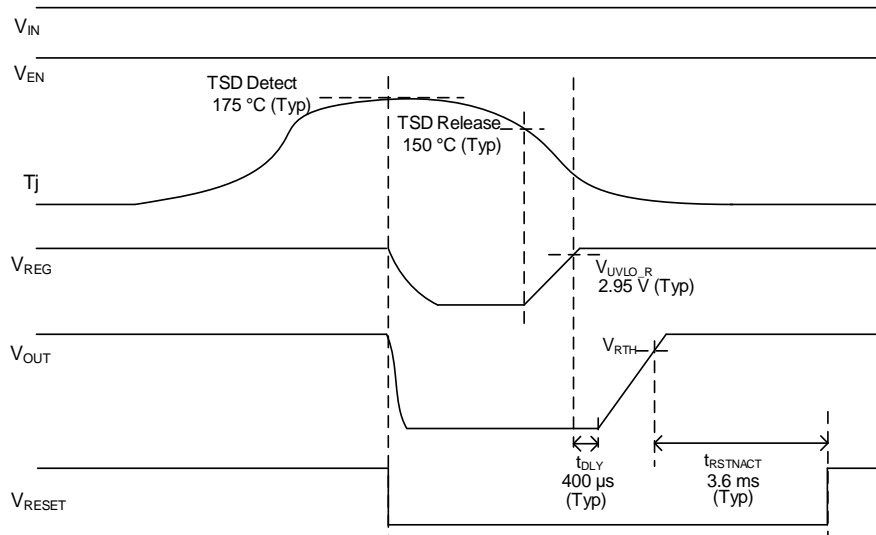 VIN
VEN
TSD Detect
175 °C (Typ)
TSD Release
150 °C (Typ)
Tj
VREG
VUVLO_R
2.95 V (Typ)
VOUT
VRTH
tDLY
400 µs
(Typ)
tRSTNACT
3.6 ms
(Typ)
VRESET